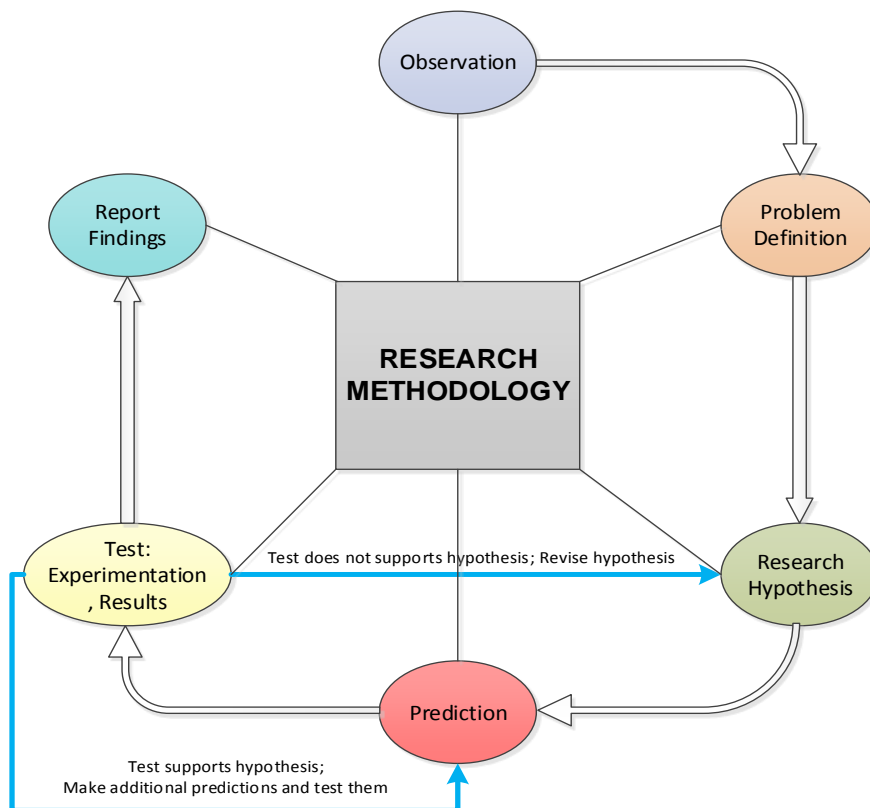 Observation
Report
Findings
Problem
Definition
RESEARCH
METHODOLOGY
Test:
Experimentation
, Results
Test does not supports hypothesis; Revise hypothesis
Research
Hypothesis
Prediction
Test supports hypothesis;
Make additional predictions and test them